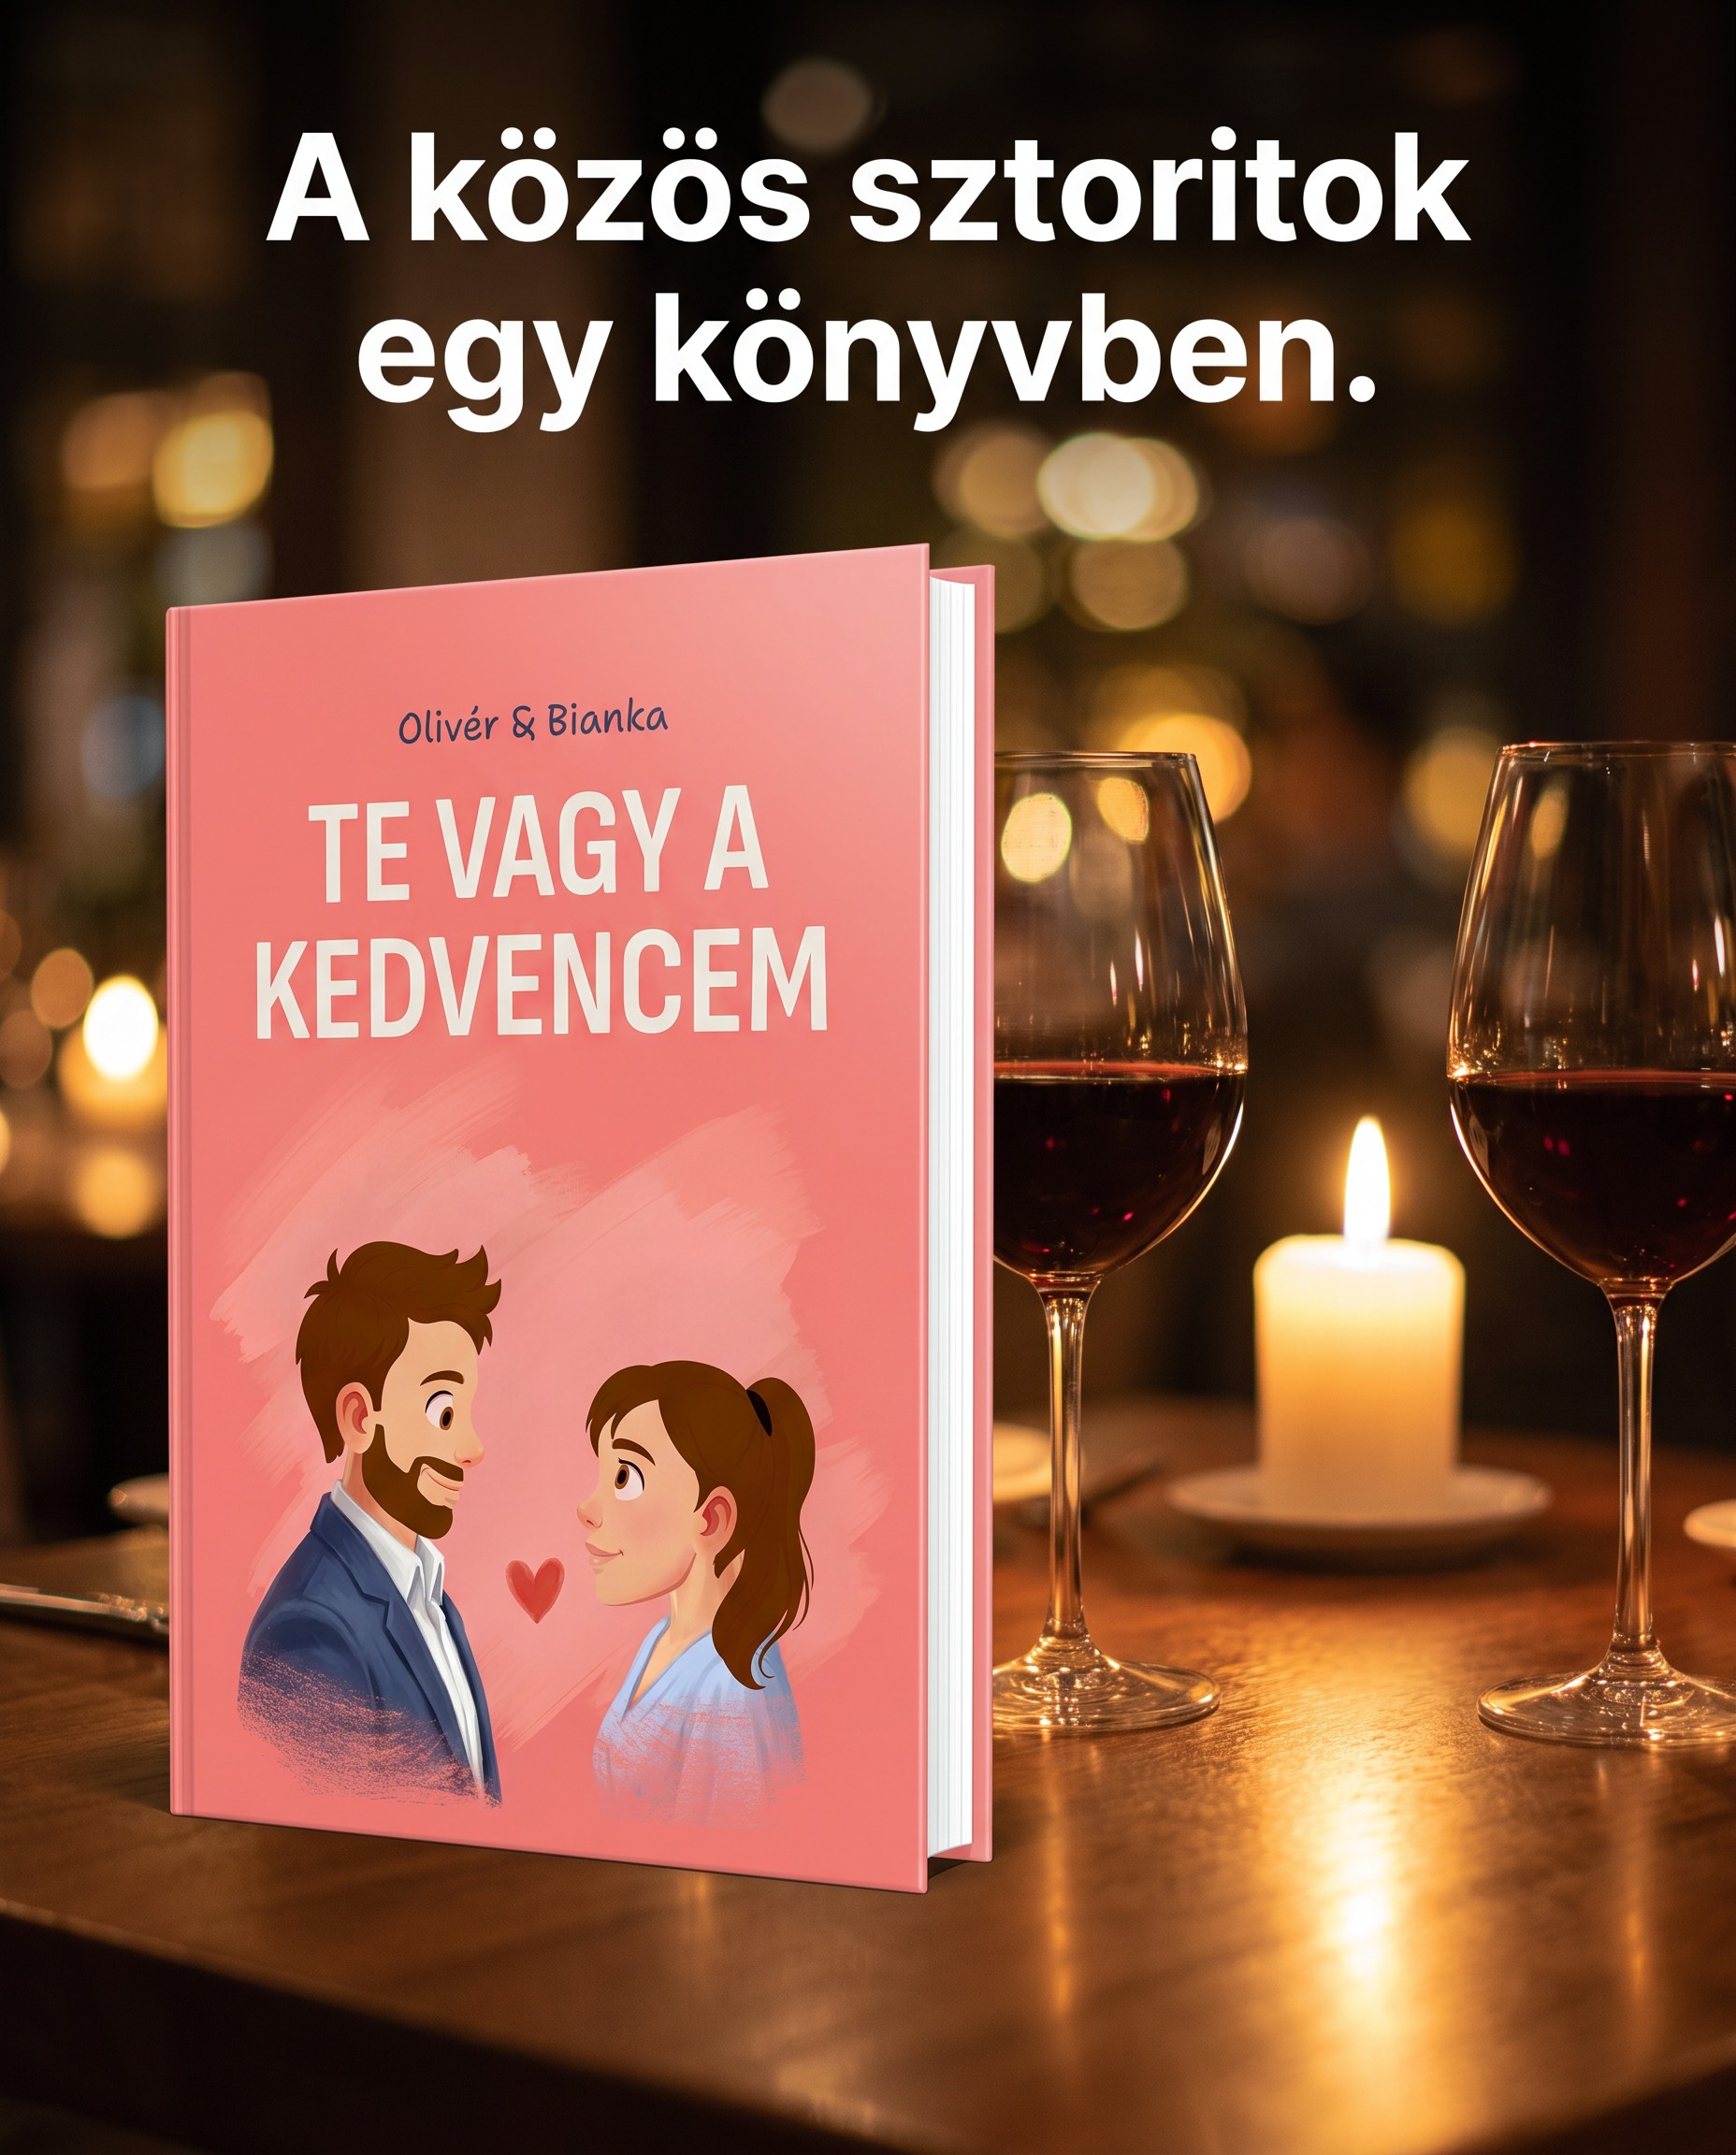 A közös sztoritok
egy könyvben.
Olivér & Bianka
TE VAGY A
KEDVENCEM